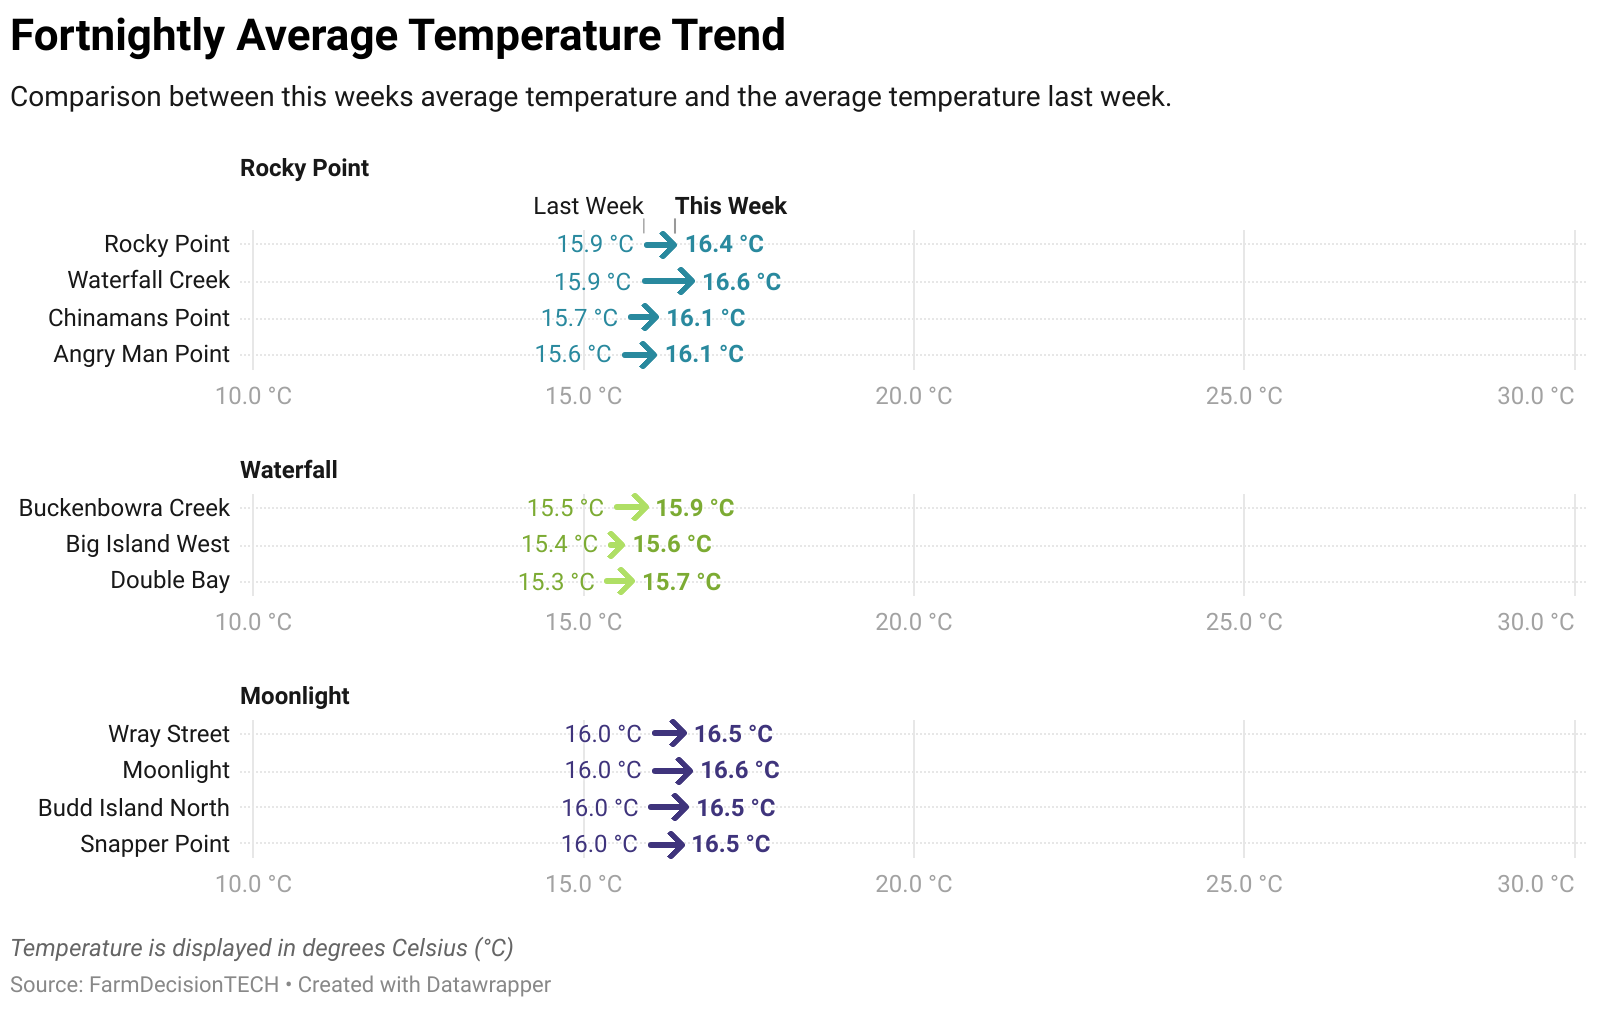 Fortnightly Average Temperature Trend
Comparison between this weeks average temperature and the average temperature last week.
Rocky Point
Last Week This Week
Rocky Point 15.9 °C 16.4 °C
Waterfall Creek 15.9 °C 16.6 °C
Chinamans Point 15.7 °C 16.1 °C
Angry Man Point 15.6 °C 16.1 °C
10.0 °C 15.0 °C 20.0 °C 25.0 °C 30.0 °C
Waterfall
Buckenbowra Creek 15.5 °C 15.9 °C
Big Island West 15.4 °C 15.6 °C
Double Bay 15.3 °C 15.7 °C
10.0 °C 15.0 °C 20.0 °C 25.0 °C 30.0 °C
Moonlight
Wray Street 16.0 °C 16.5 °C
Moonlight 16.0 °C 16.6 °C
Budd Island North 16.0 °C 16.5 °C
Snapper Point 16.0 °C 16.5 °C
10.0 °C 15.0 °C 20.0 °C 25.0 °C 30.0 °C
Temperature is displayed in degrees Celsius (°C)
Source: FarmDecisionTECH • Created with Datawrapper